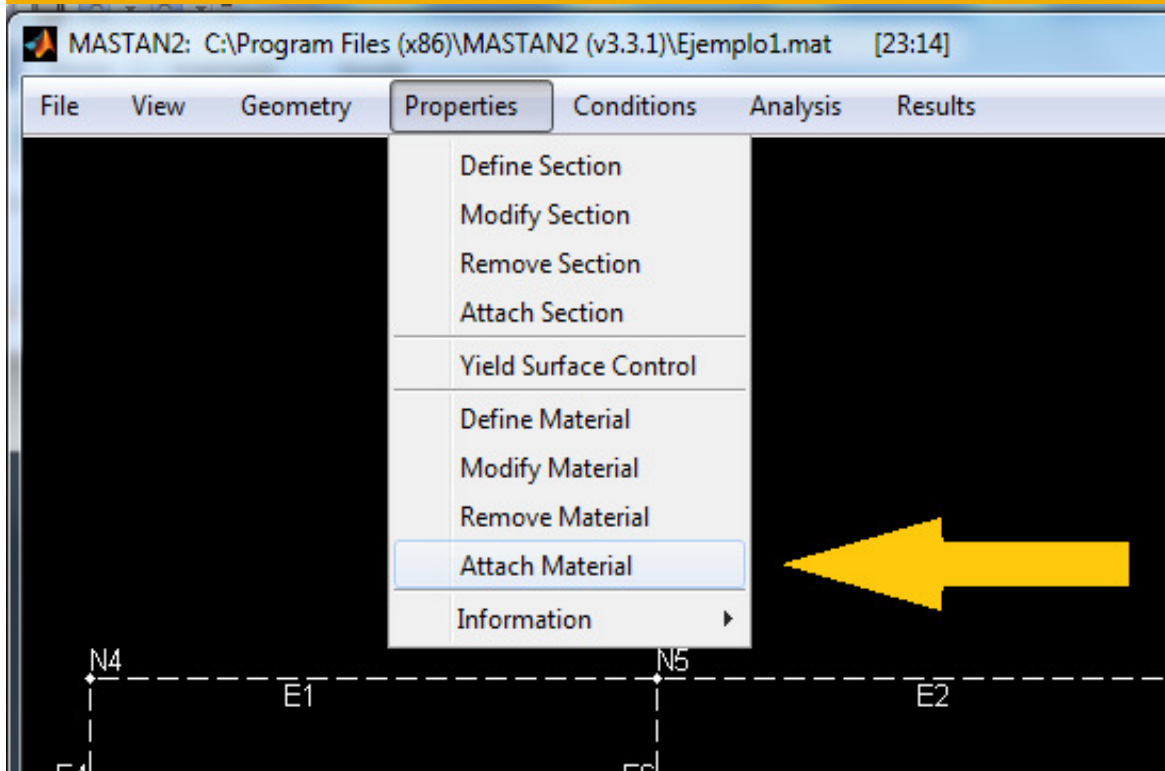 MASTAN2: C:\Program Files (x86)\MASTAN2 (v3.3.1)\Ejemplo1.mat [23:14]
File View Geometry Properties Conditions Analysis Results
Define Section
Modify Section
Remove Section
Attach Section
Yield Surface Control
Define Material
Modify Material
Remove Material
Attach Material
Information
N4 N5
E1 E2